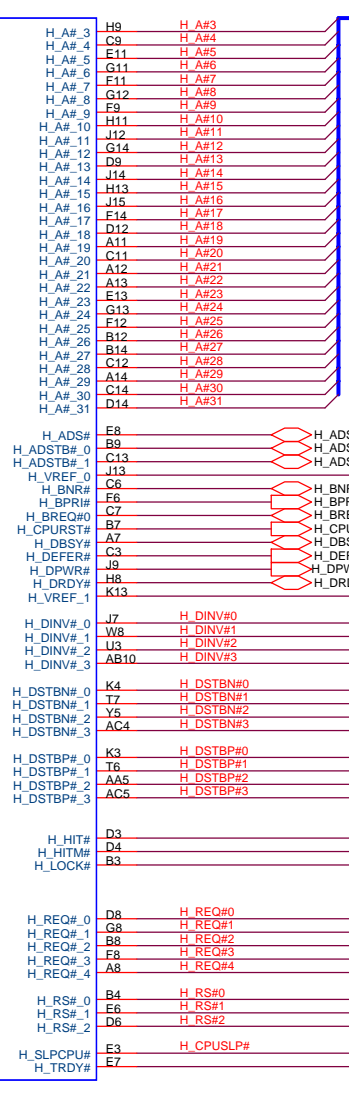 H_A#_3 H9 H_A#3
H_A#_4 C9 H_A#4
H_A#_5 E11 H_A#5
H_A#_6 G11 H_A#6
H_A#_7 F11 H_A#7
H_A#_8 G12 H_A#8
H_A#_9 F9 H_A#9
H_A#_10 H11 H_A#10
H_A#_11 J12 H_A#11
H_A#_12 G14 H_A#12
H_A#_13 D9 H_A#13
H_A#_14 J14 H_A#14
H_A#_15 H13 H_A#15
H_A#_16 J15 H_A#16
H_A#_17 F14 H_A#17
H_A#_18 D12 H_A#18
H_A#_19 A11 H_A#19
H_A#_20 C11 H_A#20
H_A#_21 A12 H_A#21
H_A#_22 A13 H_A#22
H_A#_23 E13 H_A#23
H_A#_24 G13 H_A#24
H_A#_25 F12 H_A#25
H_A#_26 B12 H_A#26
H_A#_27 B14 H_A#27
H_A#_28 C12 H_A#28
H_A#_29 A14 H_A#29
H_A#_30 C14 H_A#30
H_A#_31 D14 H_A#31
H_ADS# E8 H_ADS
H_ADSTB#_0 B9 H_ADS
H_ADSTB#_1 C13 H_ADS
H_VREF_0 J13
H_BNR# C6 H_BNR
H_BPRI# F6 H_BPR
H_BREQ#0 C7 H_BRE
H_CPURST# B7 H_CPU
H_DBSY# A7 H_DBS
H_DEFER# C3 H_DEF
H_DPWR# J9 H_DPW
H_DRDY# H8 H_DRD
H_VREF_1 K13
H_DINV#_0 J7 H_DINV#0
H_DINV#_1 W8 H_DINV#1
H_DINV#_2 U3 H_DINV#2
H_DINV#_3 AB10 H_DINV#3
H_DSTBN#_0 K4 H_DSTBN#0
H_DSTBN#_1 T7 H_DSTBN#1
H_DSTBN#_2 Y5 H_DSTBN#2
H_DSTBN#_3 AC4 H_DSTBN#3
H_DSTBP#_0 K3 H_DSTBP#0
H_DSTBP#_1 T6 H_DSTBP#1
H_DSTBP#_2 AA5 H_DSTBP#2
H_DSTBP#_3 AC5 H_DSTBP#3
H_HIT# D3
H_HITM# D4
H_LOCK# B3
H_REQ#_0 D8 H_REQ#0
H_REQ#_1 G8 H_REQ#1
H_REQ#_2 B8 H_REQ#2
H_REQ#_3 F8 H_REQ#3
H_REQ#_4 A8 H_REQ#4
H_RS#_0 B4 H_RS#0
H_RS#_1 E6 H_RS#1
H_RS#_2 D6 H_RS#2
H_SLPCPU# E3 H_CPUSLP#
H_TRDY# E7